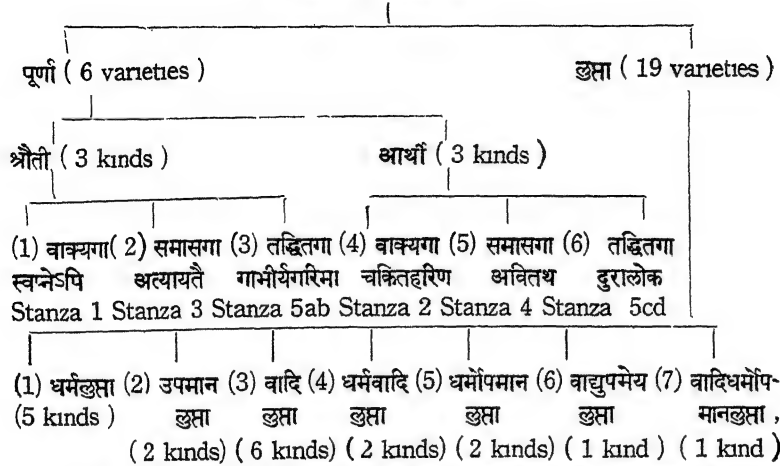 पूर्णा ( 6 varieties ) लुप्ता ( 19 varieties )
श्रौती ( 3 kinds ) आर्थी ( 3 kinds )
(1) वाक्यगा ( 2) समासगा (3) तद्धितगा (4) वाक्यगा (5) समासगा (6) तद्धितगा
स्वप्नेऽपि अत्यायतै गाभीर्यगरिमा चकितहरिण अवितथ दुरालोक
Stanza 1 Stanza 3 Stanza 5ab Stanza 2 Stanza 4 Stanza 5cd
(1) धर्मलुप्ता (2) उपमान (3) वादि (4) धर्मवादि (5) धर्मोपमान (6) वाद्युपमेय (7) वादिधर्मोप-
(5 kinds ) लुप्ता लुप्ता लुप्ता लुप्ता लुप्ता मानलुप्ता ,
( 2 kinds) ( 6 kinds) ( 2 kinds) ( 2 kinds) ( 1 kind ) ( 1 kind )